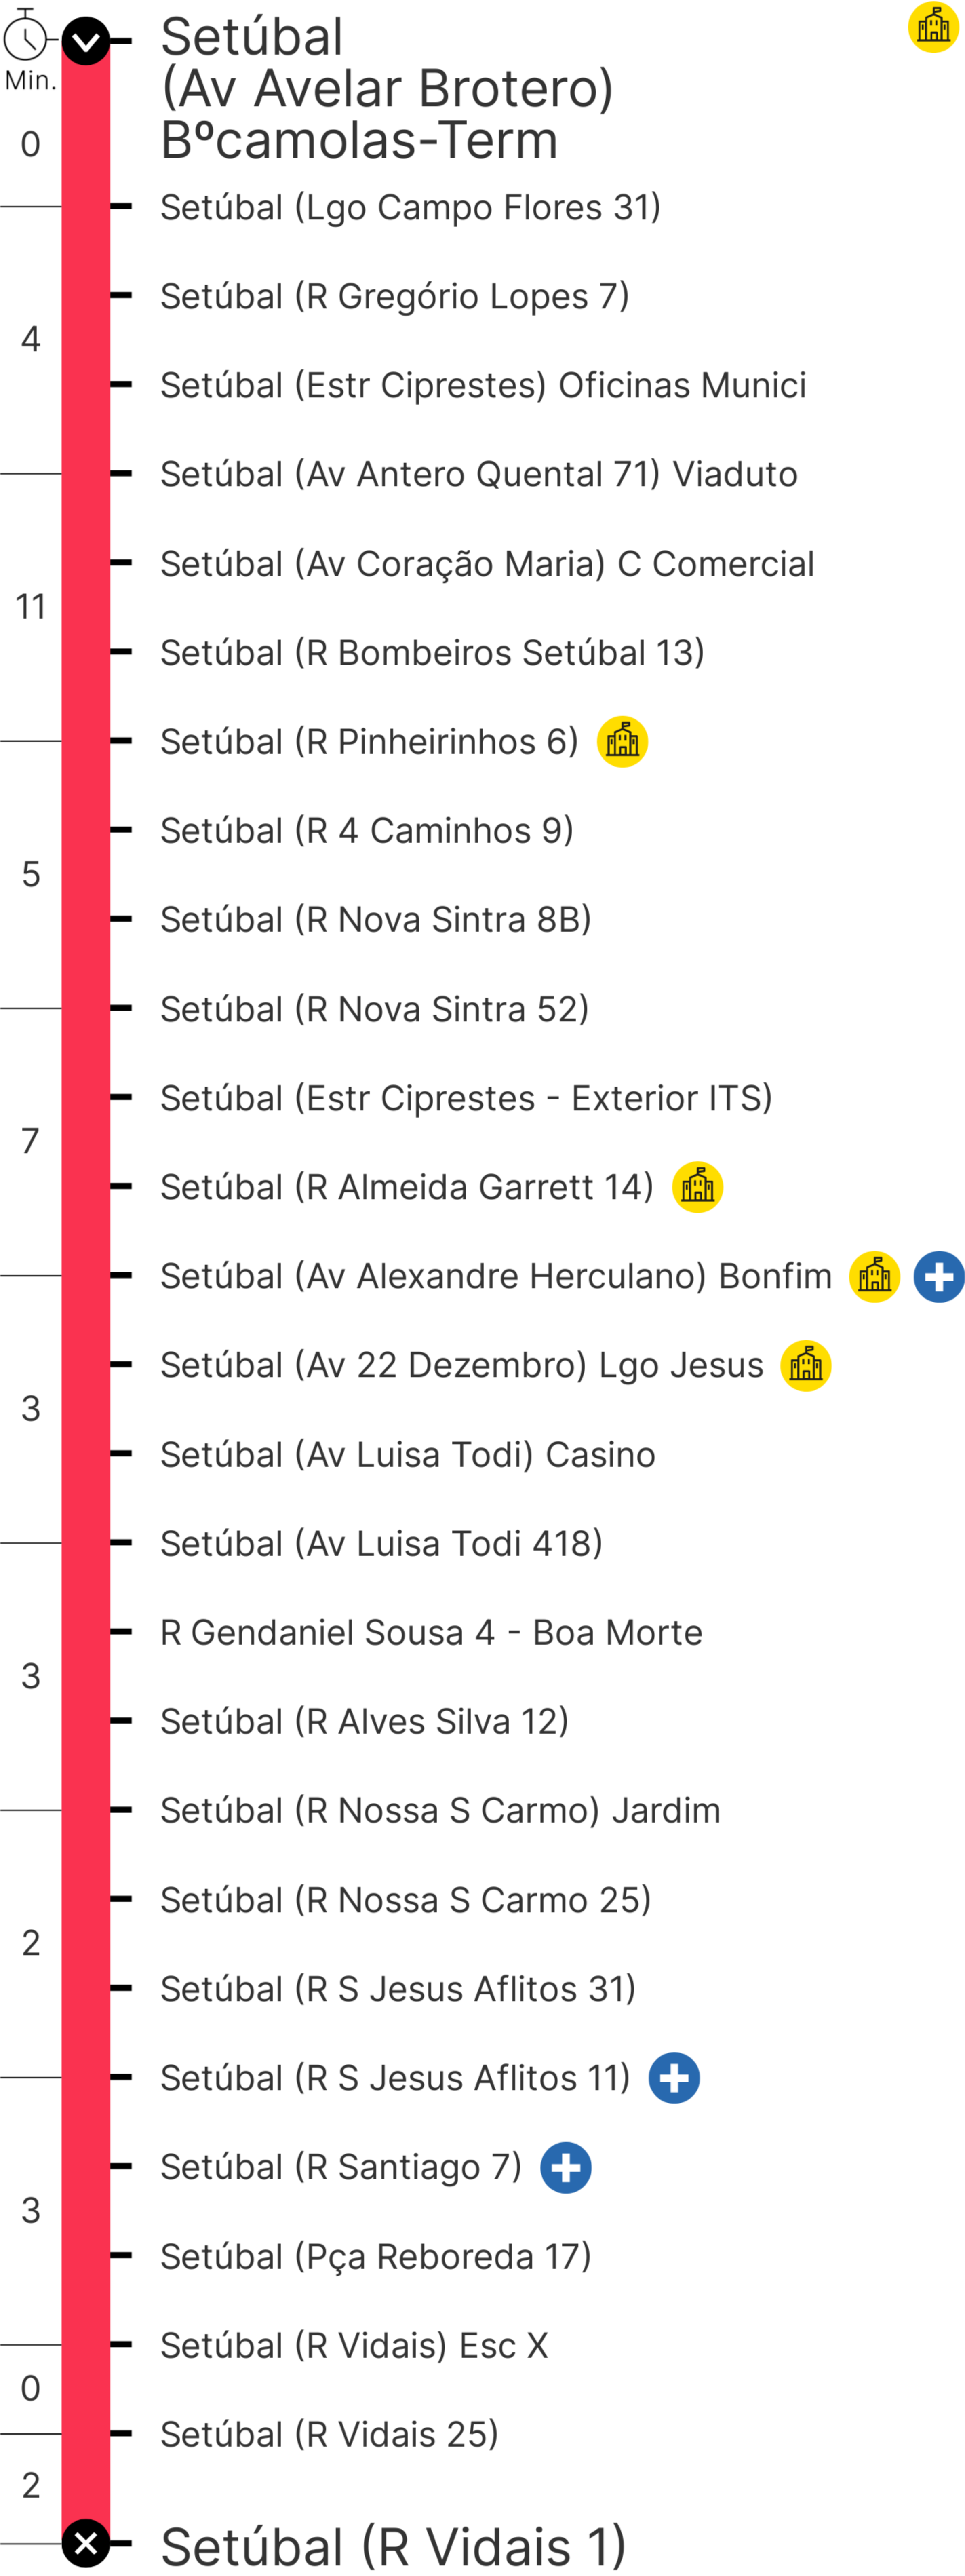 Setúbal
(Av Avelar Brotero)
Bºcamolas-Term
Min.
0
Setúbal (Lgo Campo Flores 31)
Setúbal (R Gregório Lopes 7)
4
Setúbal (Estr Ciprestes) Oficinas Munici
Setúbal (Av Antero Quental 71) Viaduto
Setúbal (Av Coração Maria) C Comercial
11
Setúbal (R Bombeiros Setúbal 13)
Setúbal (R Pinheirinhos 6)
Setúbal (R 4 Caminhos 9)
5
Setúbal (R Nova Sintra 8B)
Setúbal (R Nova Sintra 52)
Setúbal (Estr Ciprestes - Exterior ITS)
7
Setúbal (R Almeida Garrett 14)
Setúbal (Av Alexandre Herculano) Bonfim
Setúbal (Av 22 Dezembro) Lgo Jesus
3
Setúbal (Av Luisa Todi) Casino
Setúbal (Av Luisa Todi 418)
R Gendaniel Sousa 4 - Boa Morte
3
Setúbal (R Alves Silva 12)
Setúbal (R Nossa S Carmo) Jardim
Setúbal (R Nossa S Carmo 25)
2
Setúbal (R S Jesus Aflitos 31)
Setúbal (R S Jesus Aflitos 11)
Setúbal (R Santiago 7)
3
Setúbal (Pça Reboreda 17)
Setúbal (R Vidais) Esc X
0
Setúbal (R Vidais 25)
2
Setúbal (R Vidais 1)